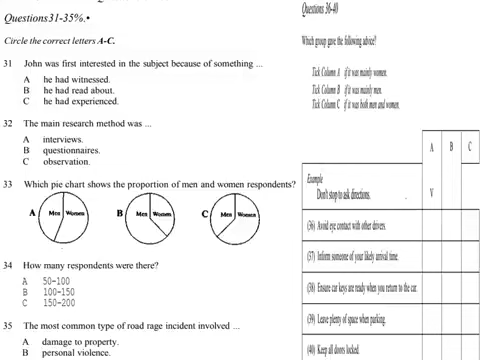 Questions31-35%.•
Circle the correct letters A-C.
31 John was first interested in the subject because of something ...
A he had witnessed.
B he had read about.
C he had experienced.
32 The main research method was ...
A interviews.
B questionnaires.
C observation.
33 Which pie chart shows the proportion of men and women respondents?
A Men Women
B Men Women
C Men Women
34 How many respondents were there?
A 50-100
B 100-150
C 150-200
35 The most common type of road rage incident involved ...
A damage to property.
B personal violence.
Questions 36-40
Which group gave the following advice?
Tick Column A if it was mainly women.
Tick Column B if it was mainly men.
Tick Column C if it was both men and women.
A B C
Example
Don't stop to ask directions. V
(36) Avoid eye contact with other drivers.
(37) Inform someone of your likely arrival time.
(38) Ensure car keys are ready when you return to the car.
(39) Leave plenty of space when parking.
(40) Keep all doors locked.